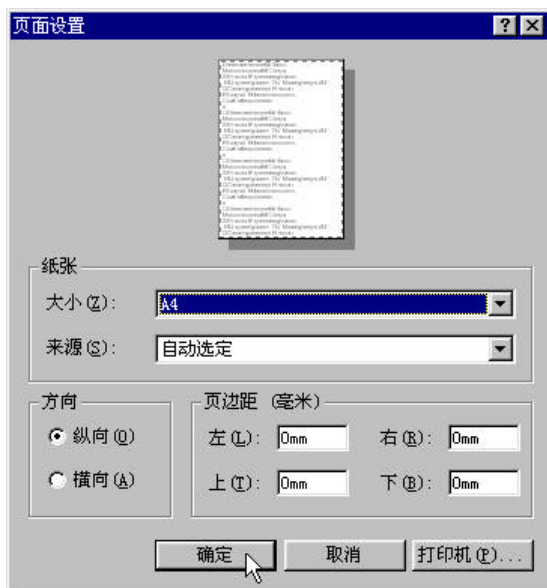 页面设置
纸张
大小(Z): A4
来源(S): 自动选定
方向
纵向(O)
横向(A)
页边距 (毫米)
左(L): 0mm 右(R): 0mm
上(T): 0mm 下(B): 0mm
确定 取消 打印机(P)...